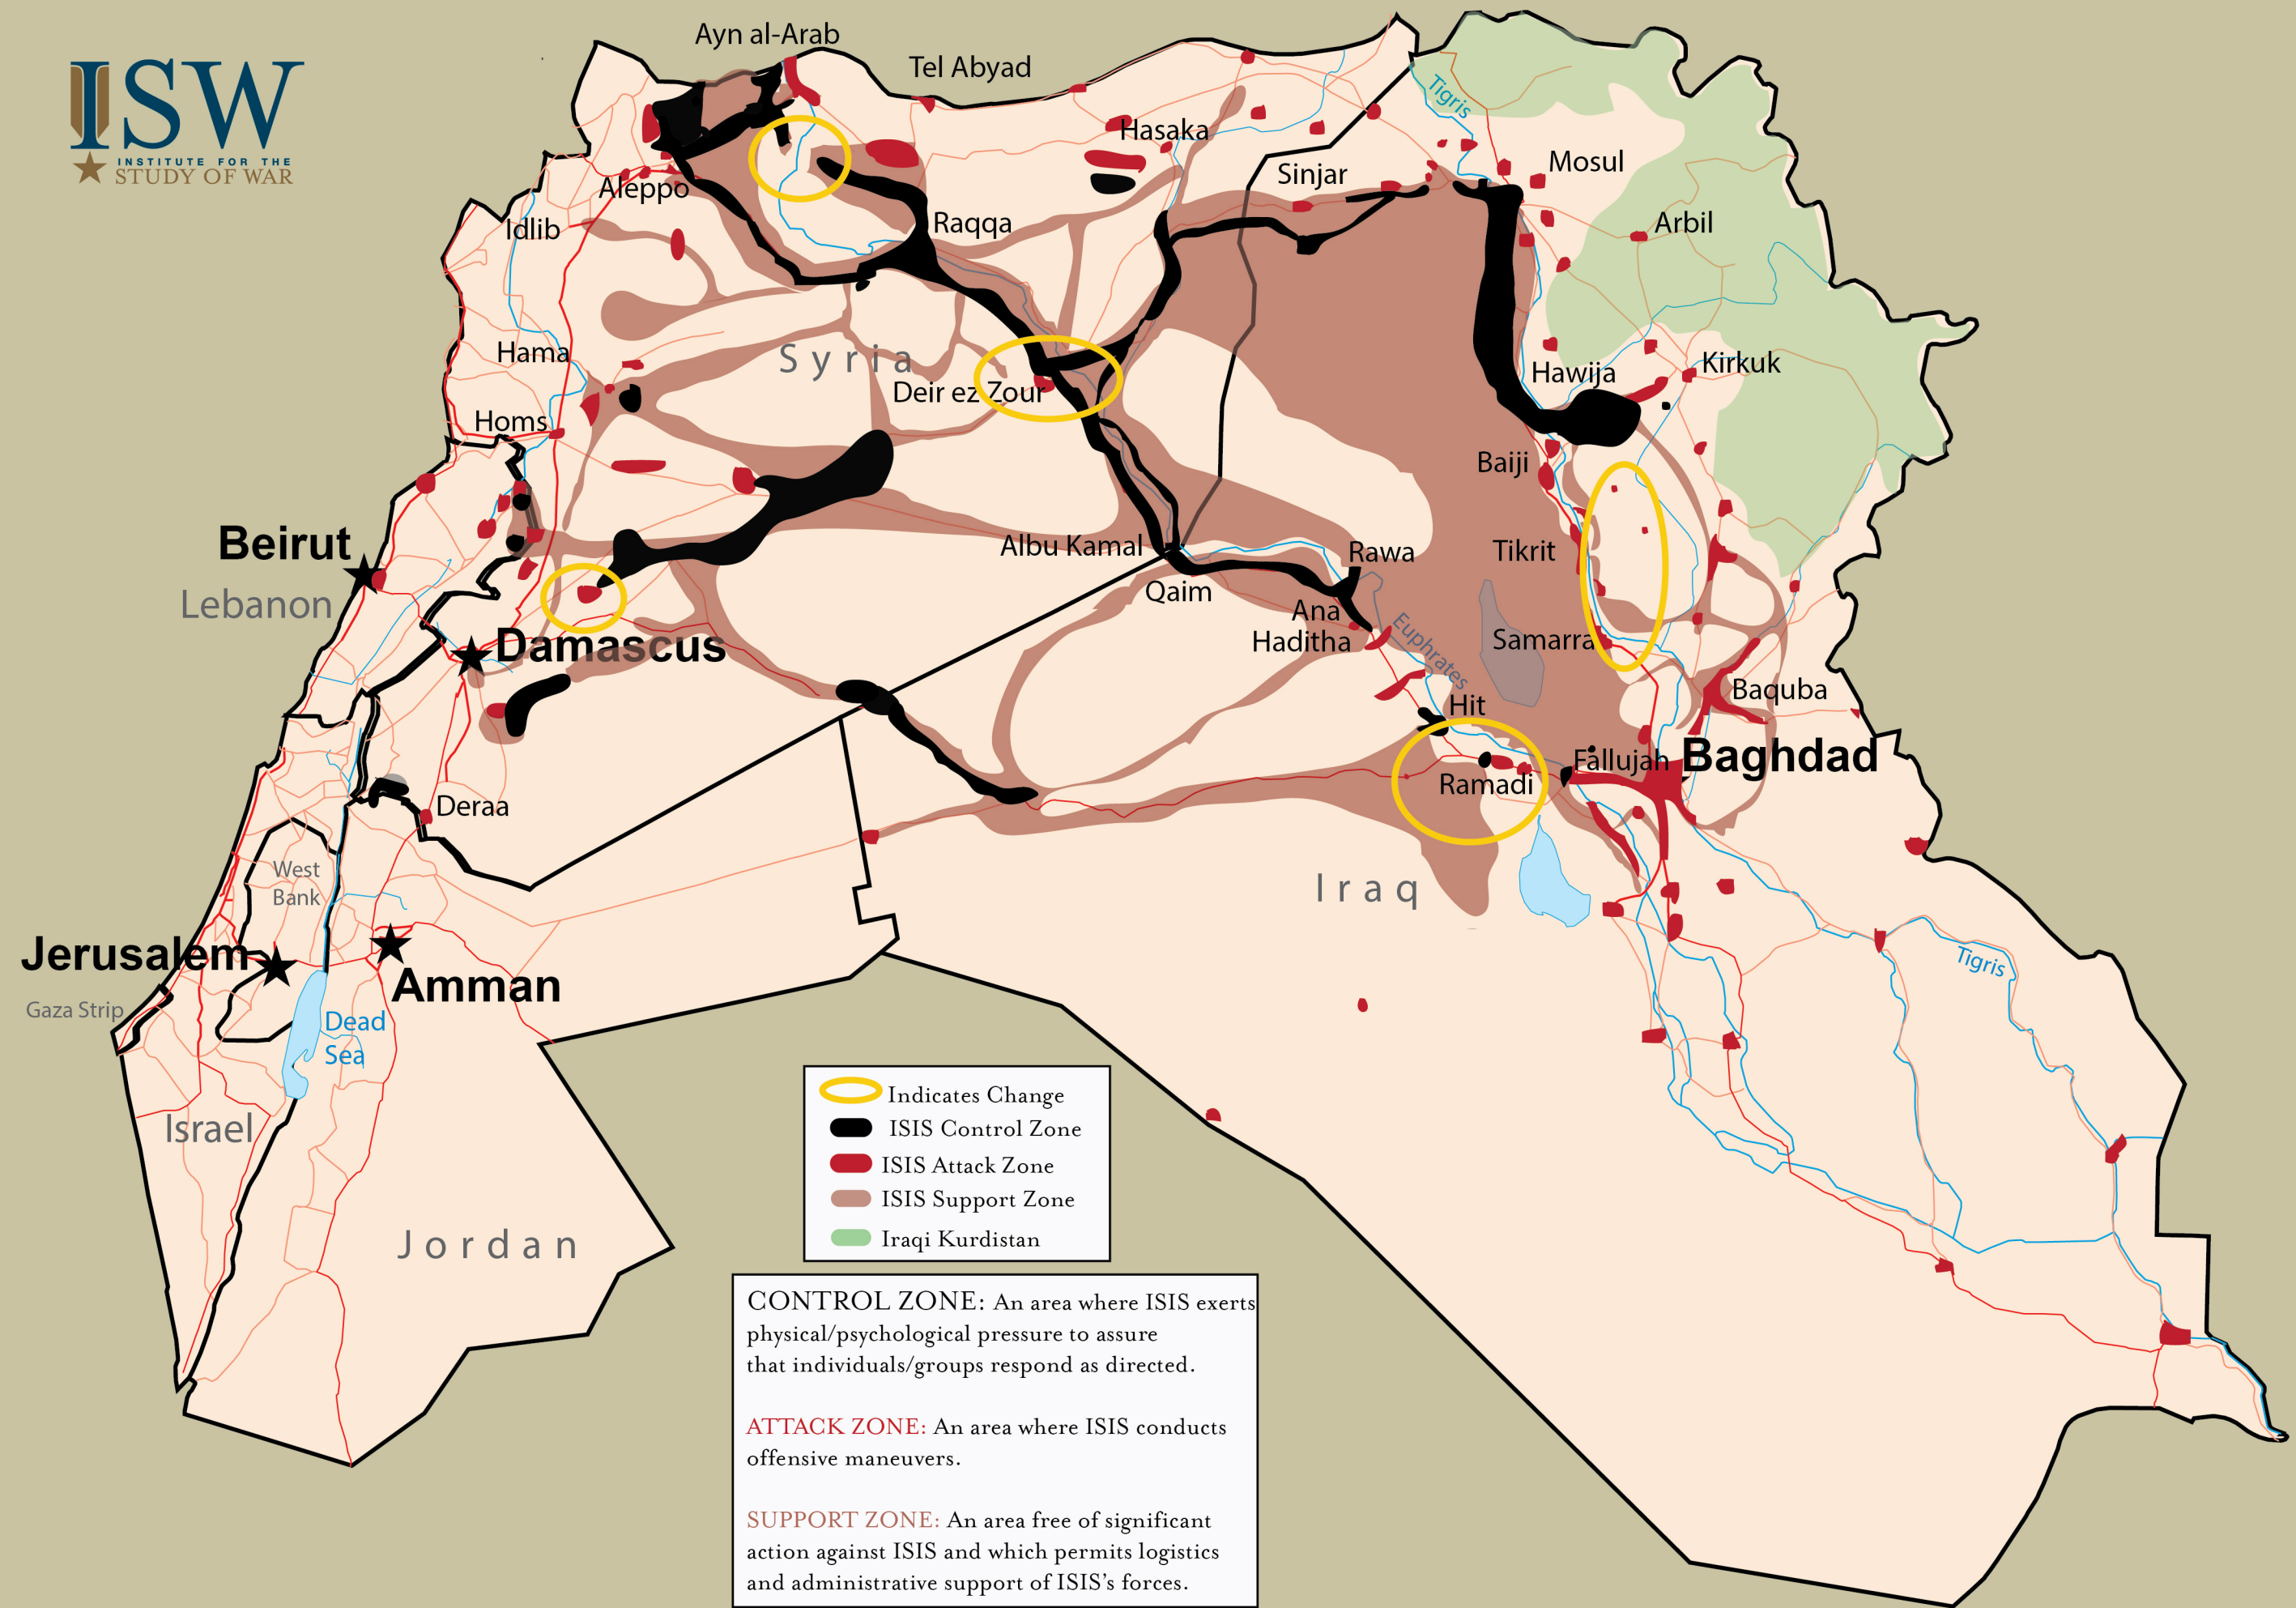 ISW
INSTITUTE FOR THE
STUDY OF WAR
Ayn al-Arab
Tel Abyad
Tigris
Hasaka
Mosul
Sinjar
Aleppo
Idlib
Raqqa
Arbil
Syria
Hama
Deir ez Zour
Hawija
Kirkuk
Homs
Baiji
Beirut
Lebanon
Albu Kamal
Rawa
Tikrit
Qaim
Ana
Haditha
Euphrates
Samarra
Damascus
Baquba
Hit
Fallujah
Baghdad
Ramadi
Deraa
West
Bank
Iraq
Jerusalem
Amman
Tigris
Gaza Strip
Dead
Sea
Israel
Jordan
Indicates Change
ISIS Control Zone
ISIS Attack Zone
ISIS Support Zone
Iraqi Kurdistan
CONTROL ZONE: An area where ISIS exerts
physical/psychological pressure to assure
that individuals/groups respond as directed.
ATTACK ZONE: An area where ISIS conducts
offensive maneuvers.
SUPPORT ZONE: An area free of significant
action against ISIS and which permits logistics
and administrative support of ISIS's forces.